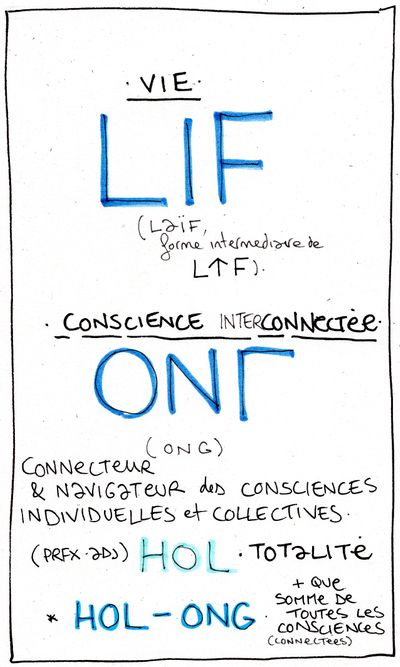 · VIE ·
LIF
(Laïf,
forme intermediaire de
L↑F).
· CONSCIENCE INTERCONNECTÉE ·
ONΓ
(ONG)
CONNECTEUR
& NAVIGATEUR des CONSCIENCES
INDIVIDUELLES et COLLECTIVES.
(PRFX·ADJ) HOL · TOTALITÉ
* HOL-ONG ·
+ QUE
SOMME DE
TOUTES LES
CONSCIENCES
(CONNECTEES)